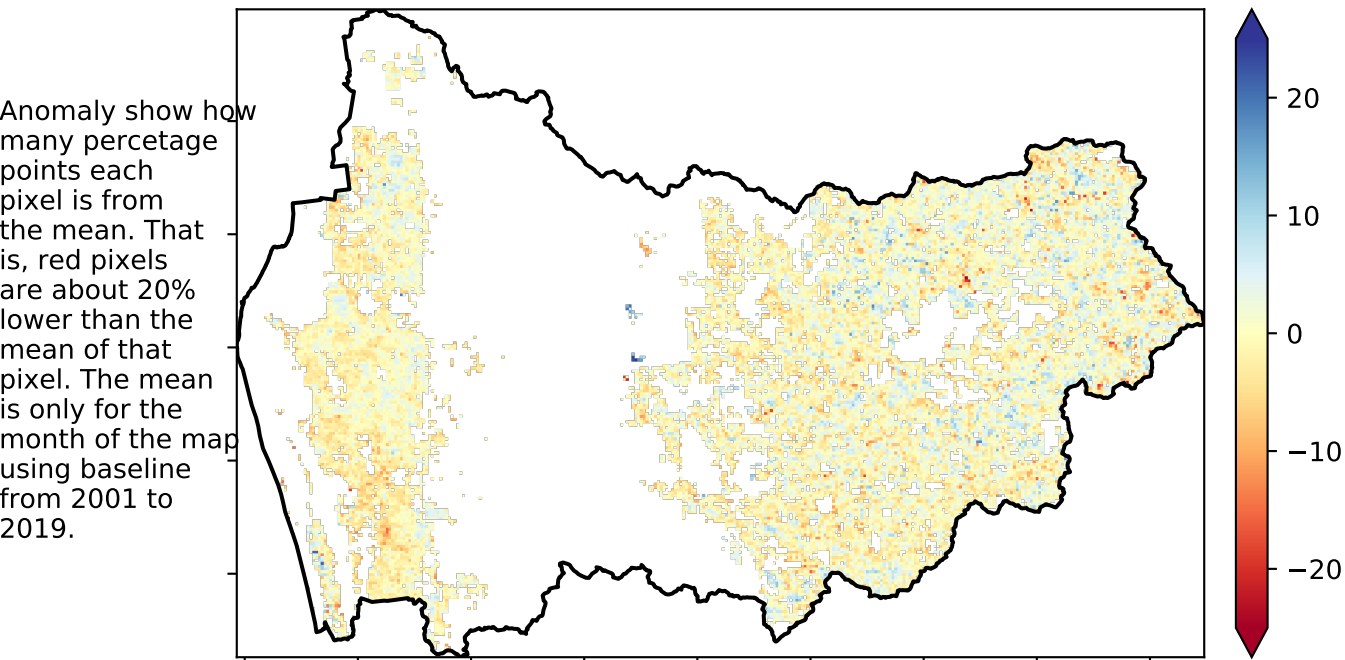 Anomaly show how
many percetage
points each
pixel is from
the mean. That
is, red pixels
are about 20%
lower than the
mean of that
pixel. The mean
is only for the
month of the map
using baseline
from 2001 to
2019.
20
10
0
−10
−20